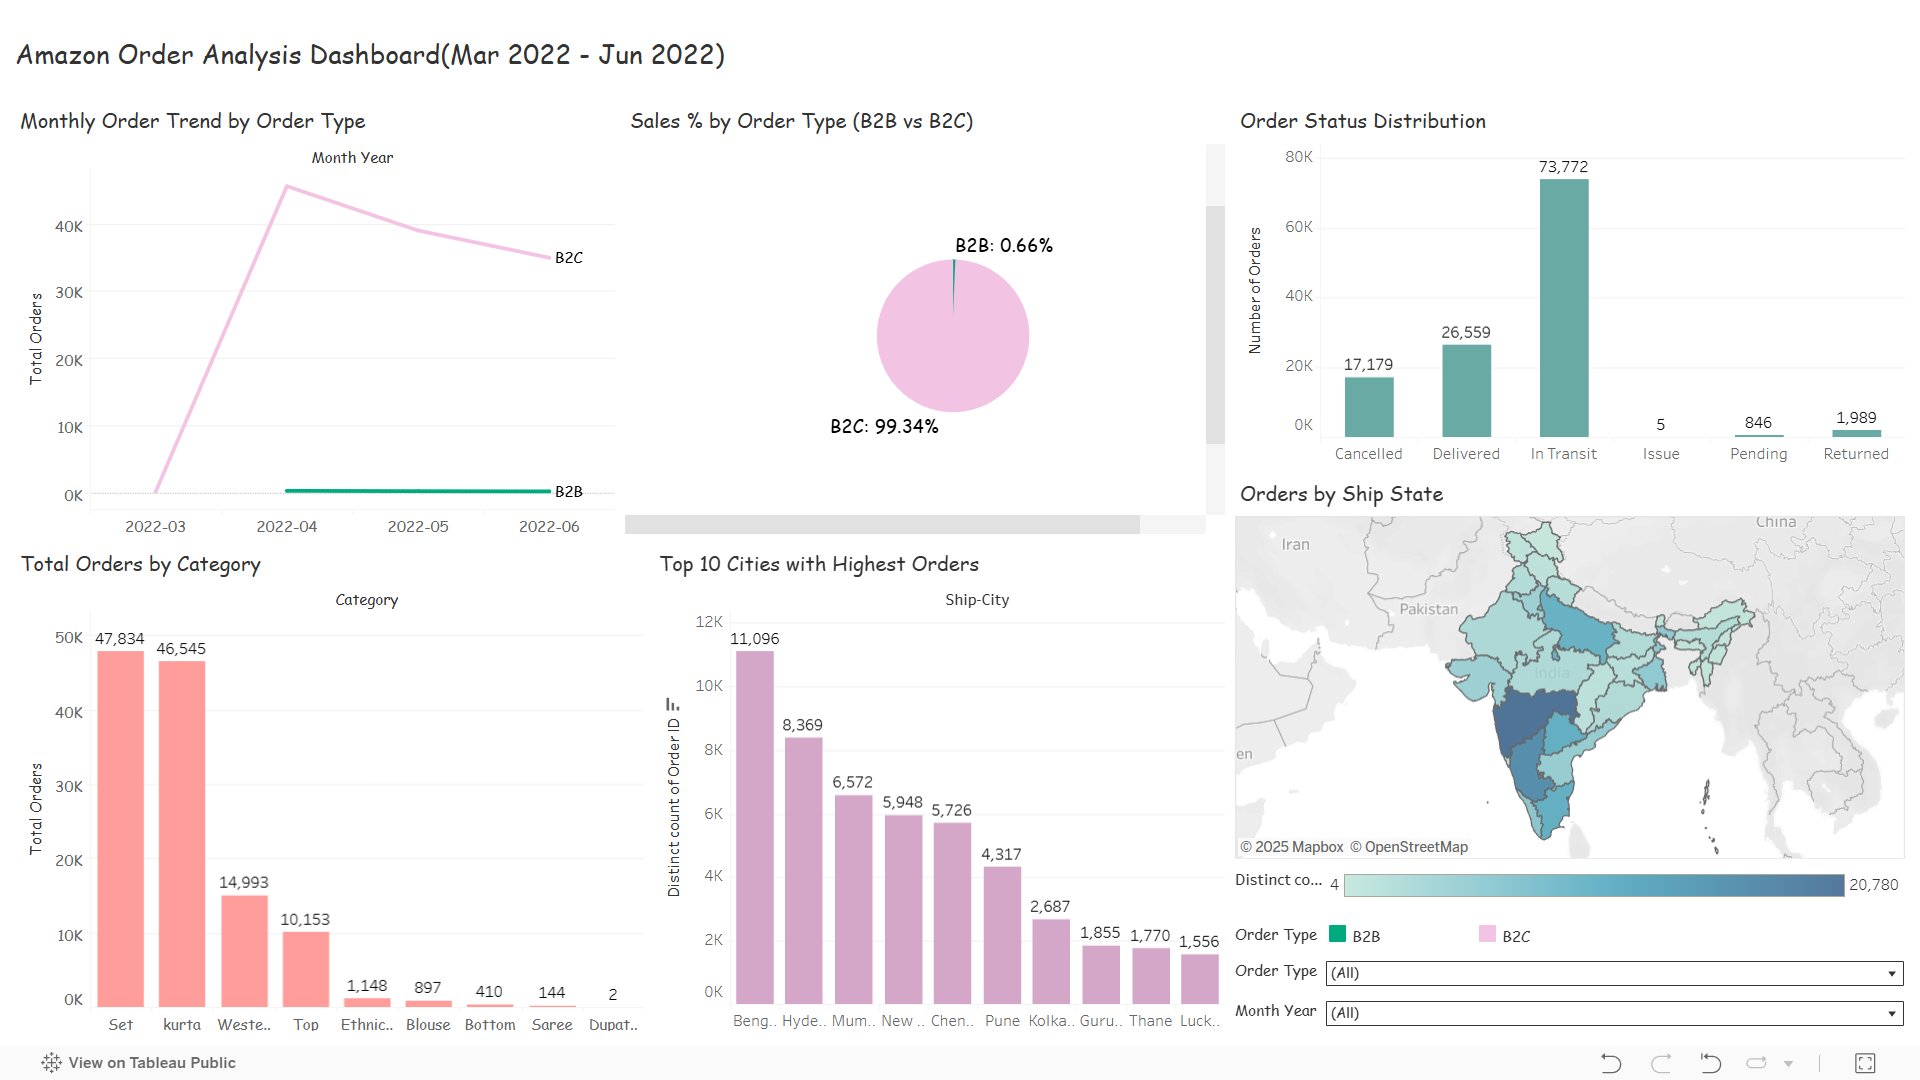 Amazon Order Analysis Dashboard(Mar 2022 - Jun 2022)
Monthly Order Trend by Order Type
Month Year
Total Orders
40K
30K
20K
10K
0K
B2C
B2B
2022-03 2022-04 2022-05 2022-06
Sales % by Order Type (B2B vs B2C)
B2B: 0.66%
B2C: 99.34%
Order Status Distribution
Number of Orders
80K
60K
40K
20K
0K
17,179 26,559 73,772 5 846 1,989
Cancelled Delivered In Transit Issue Pending Returned
Total Orders by Category
Category
Total Orders
50K
40K
30K
20K
10K
0K
47,834 46,545 14,993 10,153 1,148 897 410 144 2
Set kurta Weste.. Top Ethnic.. Blouse Bottom Saree Dupat..
Top 10 Cities with Highest Orders
Ship-City
Distinct count of Order ID
12K
10K
8K
6K
4K
2K
0K
11,096 8,369 6,572 5,948 5,726 4,317 2,687 1,855 1,770 1,556
Beng.. Hyde.. Mum.. New .. Chen.. Pune Kolka.. Guru.. Thane Luck..
Orders by Ship State
China
Iran
Pakistan
India
en
© 2025 Mapbox © OpenStreetMap
Distinct co... 4 20,780
Order Type B2B B2C
Order Type (All)
Month Year (All)
View on Tableau Public